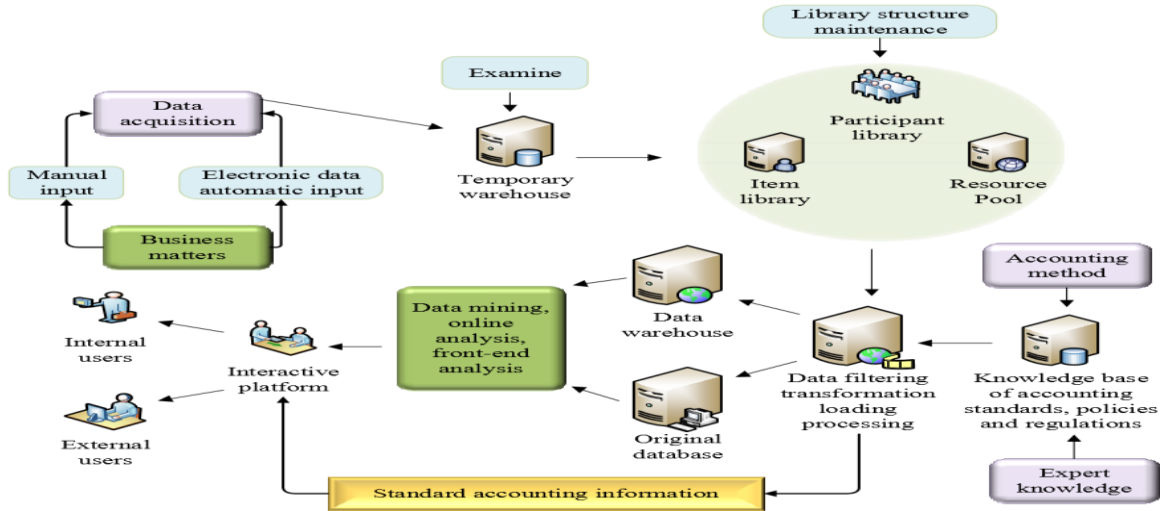 Library structure
maintenance
Examine
Data
acquisition
Participant
library
Manual
input
Electronic data
automatic input
Temporary
warehouse
Item
library
Resource
Pool
Business
matters
Accounting
method
Data mining,
online
analysis,
front-end
analysis
Data
warehouse
Internal
users
Interactive
platform
Data filtering
transformation
loading
processing
Knowledge base
of accounting
standards, policies
and regulations
External
users
Original
database
Expert
knowledge
Standard accounting information